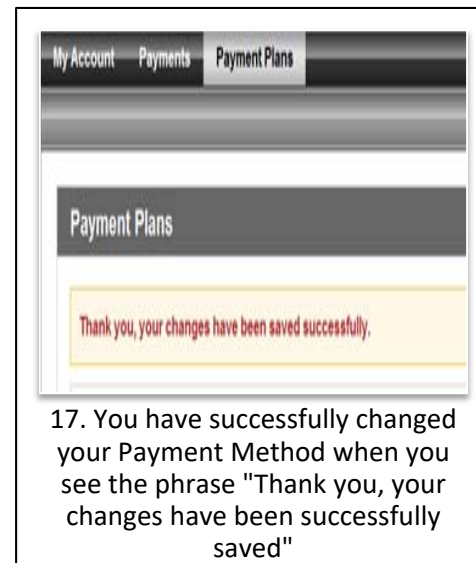 My Account Payments Payment Plans
Payment Plans
Thank you, your changes have been saved successfully.
17. You have successfully changed
your Payment Method when you
see the phrase "Thank you, your
changes have been successfully
saved"